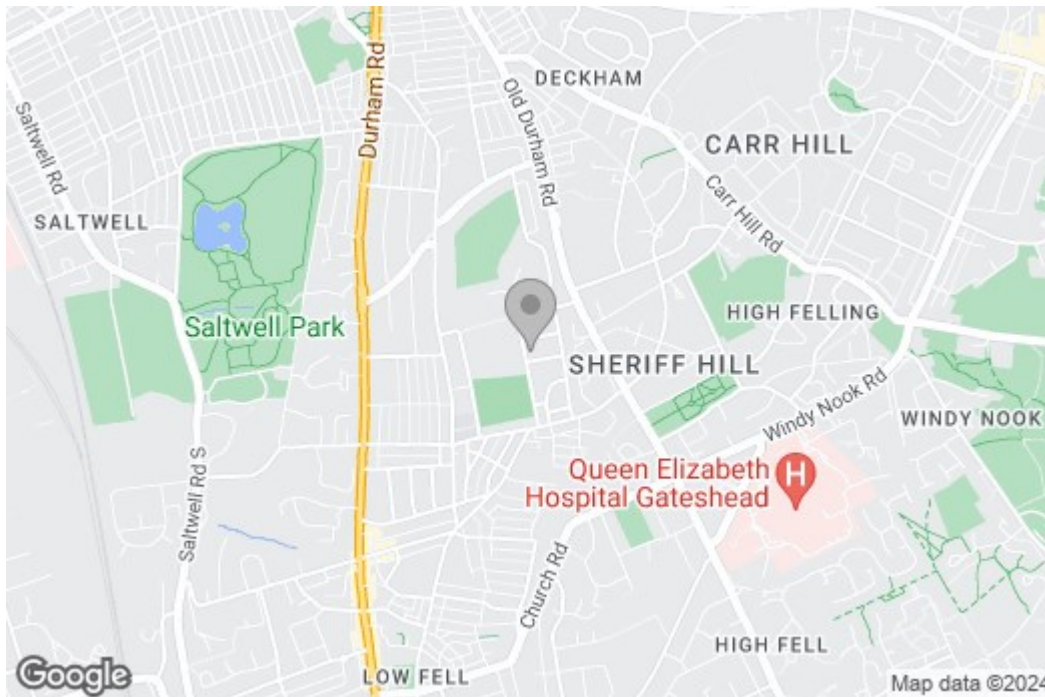 Durham Rd
DECKHAM
Old Durham Rd
Saltwell Rd
CARR HILL
Carr Hill Rd
SALTWELL
Saltwell Park
HIGH FELLING
SHERIFF HILL
Windy Nook Rd
WINDY NOOK
Saltwell Rd S
Queen Elizabeth
Hospital Gateshead
H
Church Rd
HIGH FELL
LOW FELL
Google
Map data ©2024